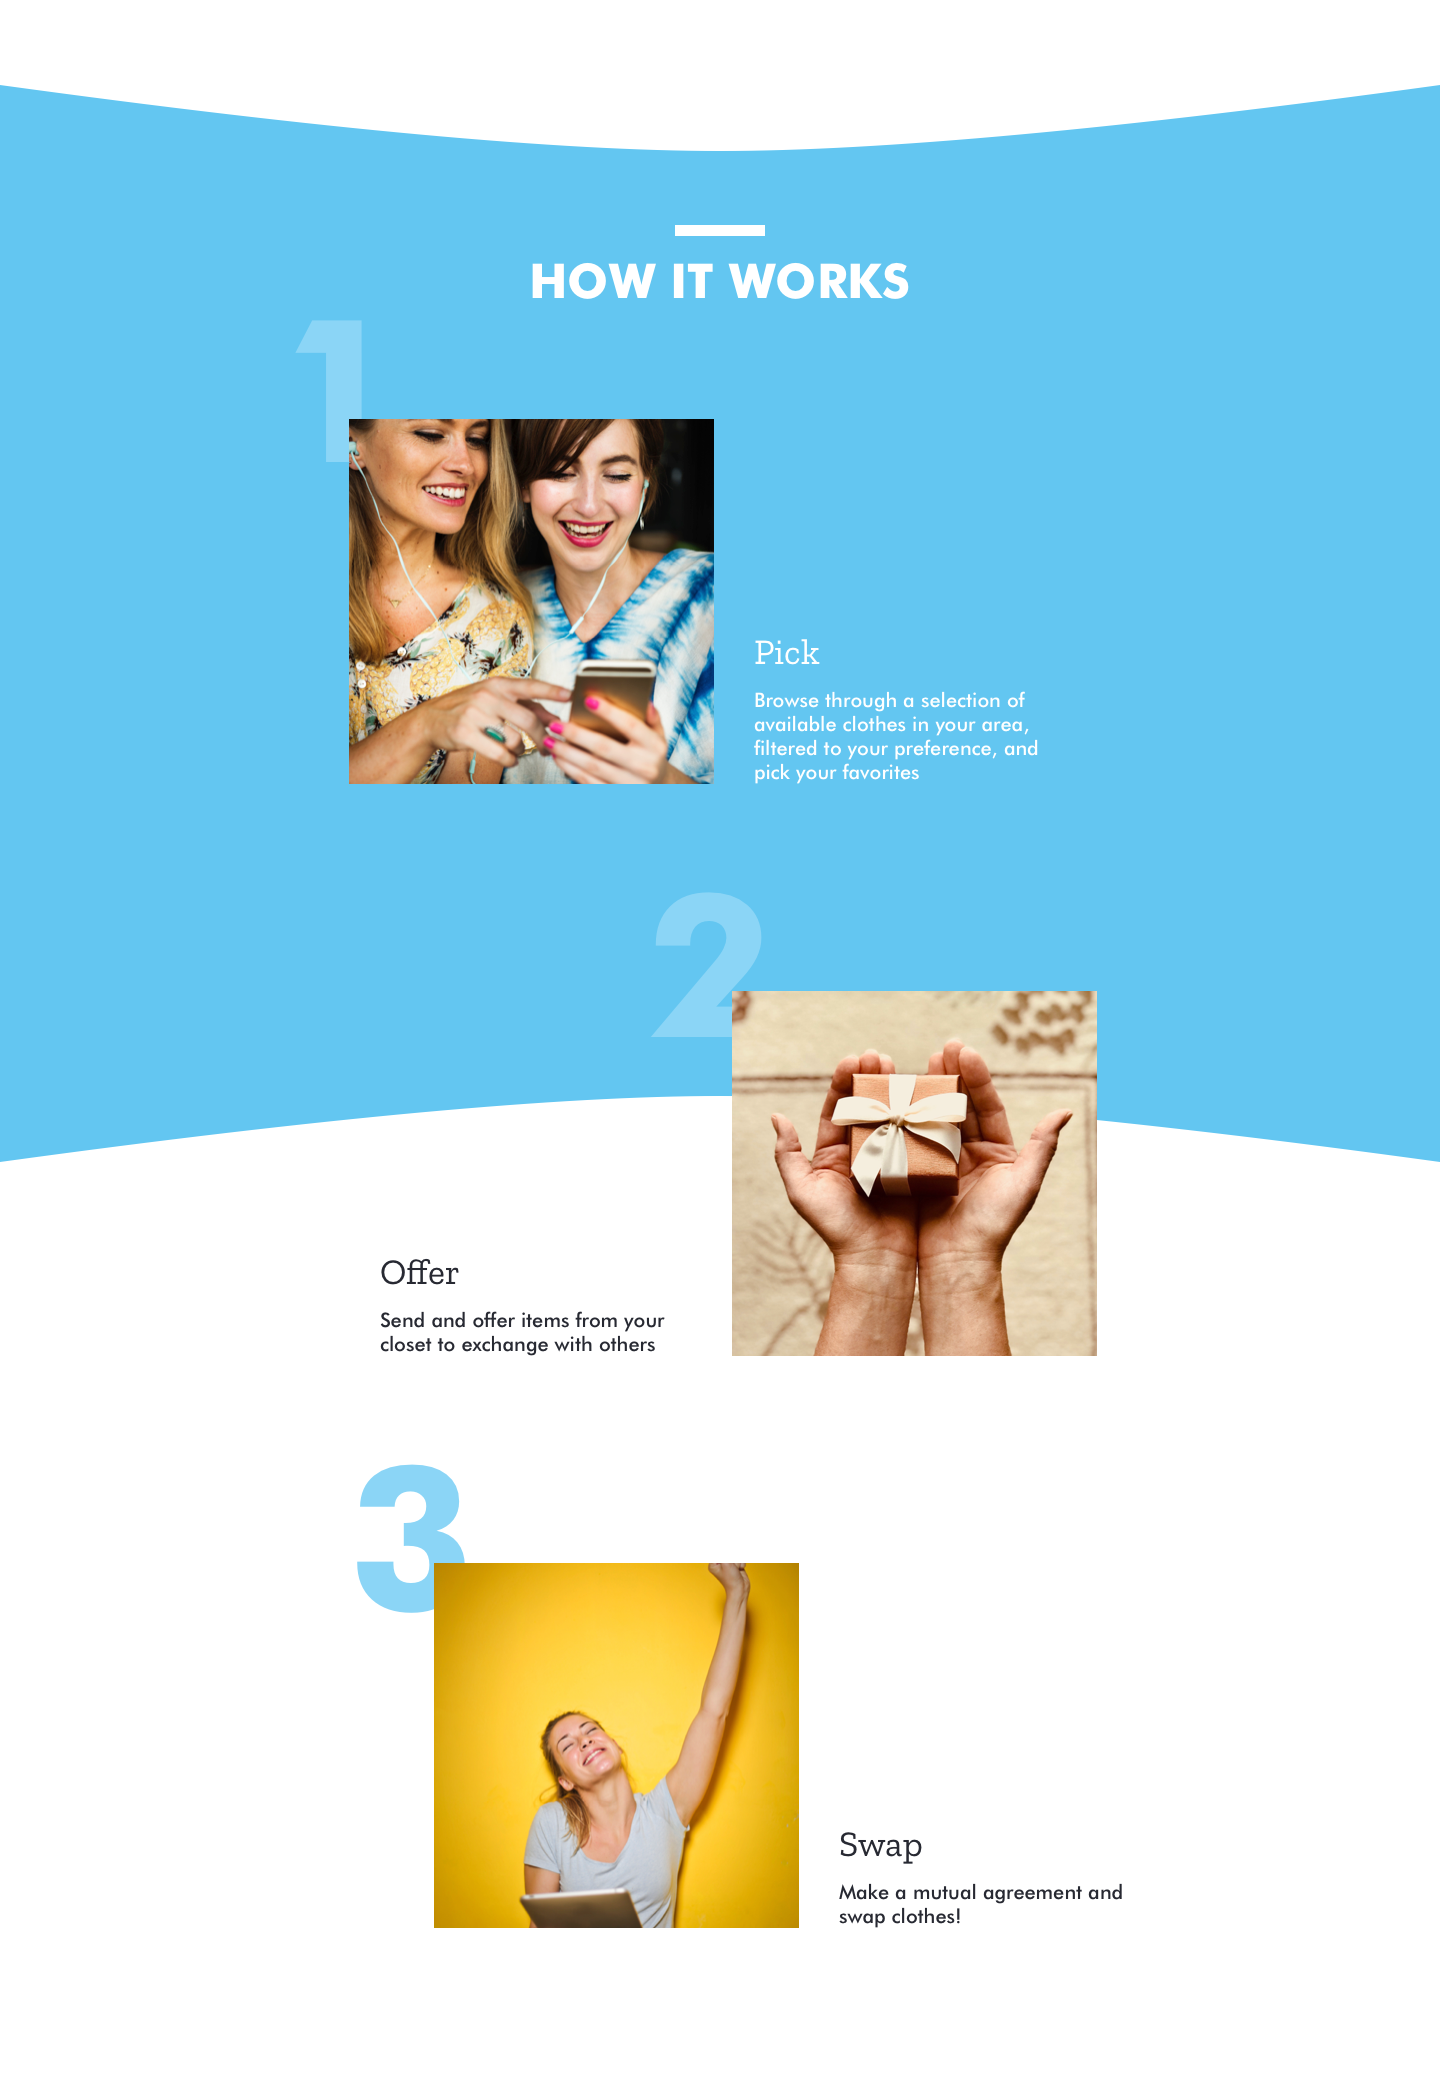 HOW IT WORKS
1
Pick
Browse through a selection of
available clothes in your area,
filtered to your preference, and
pick your favorites
2
Offer
Send and offer items from your
closet to exchange with others
3
Swap
Make a mutual agreement and
swap clothes!